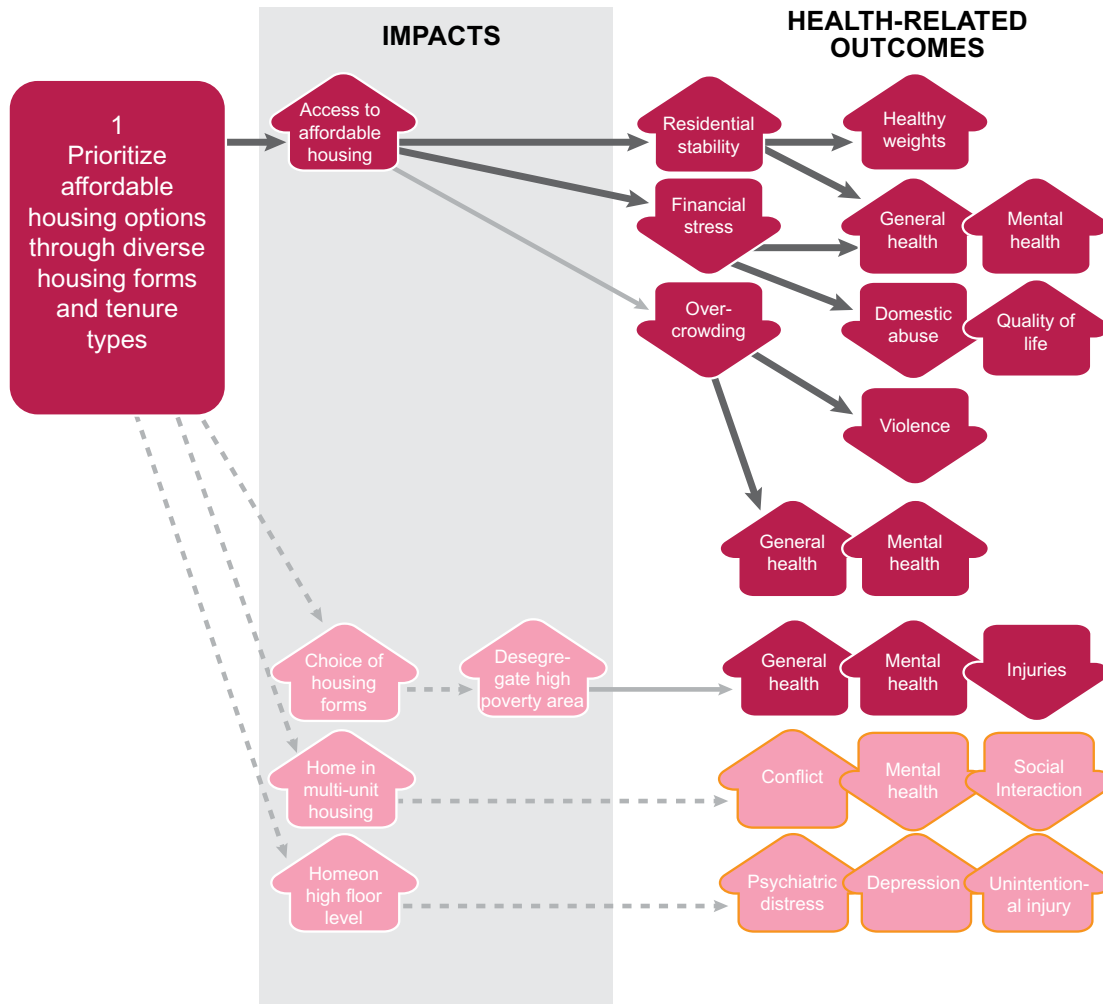 IMPACTS
HEALTH-RELATED
OUTCOMES
1
Prioritize
affordable
housing options
through diverse
housing forms
and tenure
types
Access to
affordable
housing
Residential
stability
Healthy
weights
Financial
stress
General
health
Mental
health
Over-
crowding
Domestic
abuse
Quality of
life
Violence
General
health
Mental
health
Choice of
housing
forms
Desegre-
gate high
poverty area
General
health
Mental
health
Injuries
Home in
multi-unit
housing
Conflict
Mental
health
Social
Interaction
Homeon
high floor
level
Psychiatric
distress
Depression
Unintention-
al injury